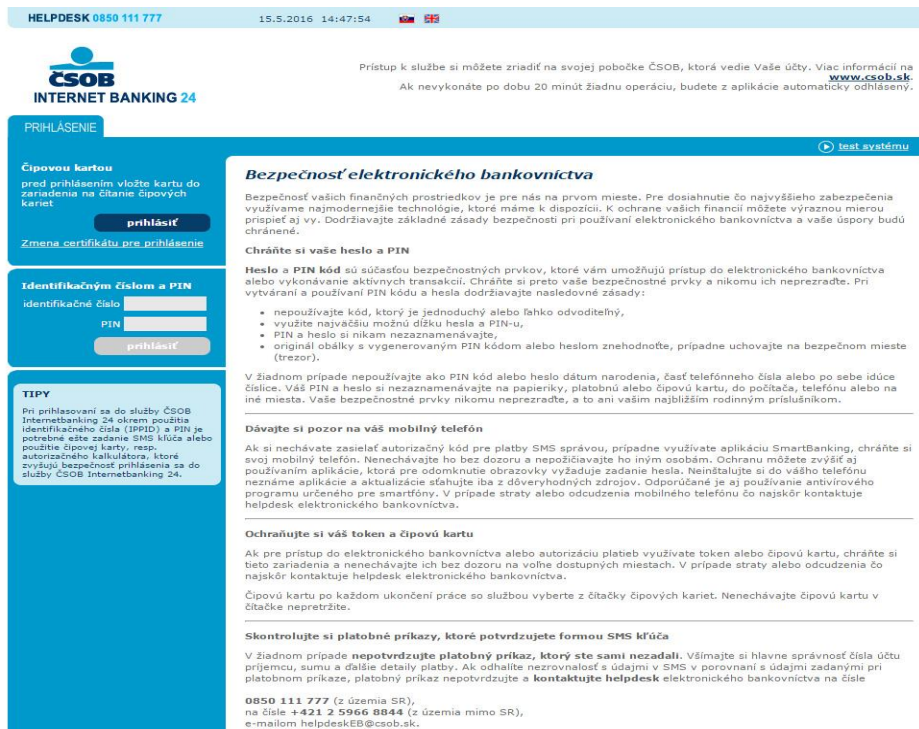 HELPDESK 0850 111 777
15.5.2016 14:47:54
ČSOB
INTERNET BANKING 24
Prístup k službe si môžete zriadiť na svojej pobočke ČSOB, ktorá vedie Vaše účty. Viac informácií na
www.csob.sk.
Ak nevykonáte po dobu 20 minút žiadnu operáciu, budete z aplikácie automaticky odhlásený.
PRIHLÁSENIE
test systému
Čipovou kartou
pred prihlásením vložte kartu do
zariadenia na čítanie čipových
kariet
prihlásiť
Zmena certifikátu pre prihlásenie
Identifikačným číslom a PIN
identifikačné číslo
PIN
prihlásiť
TIPY
Pri prihlasovaní sa do služby ČSOB
Internetbanking 24 okrem použitia
identifikačného čísla (IPPID) a PIN je
potrebné ešte zadanie SMS kľúča alebo
použitie čipovej karty, resp.
autorizačného kalkulátora, ktoré
zvyšujú bezpečnosť prihlásenia sa do
služby ČSOB Internetbanking 24.
Bezpečnosť elektronického bankovníctva
Bezpečnosť vašich finančných prostriedkov je pre nás na prvom mieste. Pre dosiahnutie čo najvyššieho zabezpečenia
využívame najmodernejšie technológie, ktoré máme k dispozícii. K ochrane vašich financií môžete výraznou mierou
prispieť aj vy. Dodržiavajte základné zásady bezpečnosti pri používaní elektronického bankovníctva a vaše úspory budú
chránené.
Chráňte si vaše heslo a PIN
Heslo a PIN kód sú súčasťou bezpečnostných prvkov, ktoré vám umožňujú prístup do elektronického bankovníctva
alebo vykonávanie aktívnych transakcií. Chráňte si preto vaše bezpečnostné prvky a nikomu ich neprezraďte. Pri
vytváraní a používaní PIN kódu a hesla dodržiavajte nasledovné zásady:
• nepoužívajte kód, ktorý je jednoduchý alebo ľahko odvoditeľný,
• využite najväčšiu možnú dĺžku hesla a PIN-u,
• PIN a heslo si nikam nezaznamenávajte,
• originál obálky s vygenerovaným PIN kódom alebo heslom znehodnoťte, prípadne uchovajte na bezpečnom mieste
(trezor).
V žiadnom prípade nepoužívajte ako PIN kód alebo heslo dátum narodenia, časť telefónneho čísla alebo po sebe idúce
číslice. Váš PIN a heslo si nezaznamenávajte na papieriky, platobnú alebo čipovú kartu, do počítača, telefónu alebo na
iné miesta. Vaše bezpečnostné prvky nikomu neprezraďte, a to ani vašim najbližším rodinným príslušníkom.
Dávajte si pozor na váš mobilný telefón
Ak si nechávate zasielať autorizačný kód pre platby SMS správou, prípadne využívate aplikáciu SmartBanking, chráňte si
svoj mobilný telefón. Nenechávajte ho bez dozoru a nepožičiavajte ho iným osobám. Ochranu môžete zvýšiť aj
používaním aplikácie, ktorá pre odomknutie obrazovky vyžaduje zadanie hesla. Neinštalujte si do vášho telefónu
neznáme aplikácie a aktualizácie sťahujte iba z dôveryhodných zdrojov. Odporúčané je aj používanie antivírového
programu určeného pre smartfóny. V prípade straty alebo odcudzenia mobilného telefónu čo najskôr kontaktuje
helpdesk elektronického bankovníctva.
Ochraňujte si váš token a čipovú kartu
Ak pre prístup do elektronického bankovníctva alebo autorizáciu platieb využívate token alebo čipovú kartu, chráňte si
tieto zariadenia a nenechávajte ich bez dozoru na voľne dostupných miestach. V prípade straty alebo odcudzenia čo
najskôr kontaktuje helpdesk elektronického bankovníctva.
Čipovú kartu po každom ukončení práce so službou vyberte z čítačky čipových kariet. Nenechávajte čipovú kartu v
čítačke nepretržite.
Skontrolujte si platobné príkazy, ktoré potvrdzujete formou SMS kľúča
V žiadnom prípade nepotvrdzujte platobný príkaz, ktorý ste sami nezadali. Všímajte si hlavne správnosť čísla účtu
príjemcu, sumu a ďalšie detaily platby. Ak odhalíte nezrovnalosť s údajmi v SMS v porovnaní s údajmi zadanými pri
platobnom príkaze, platobný príkaz nepotvrdzujte a kontaktujte helpdesk elektronického bankovníctva na čísle
0850 111 777 (z územia SR),
na čísle +421 2 5966 8844 (z územia mimo SR),
e-mailom helpdeskEB@csob.sk.